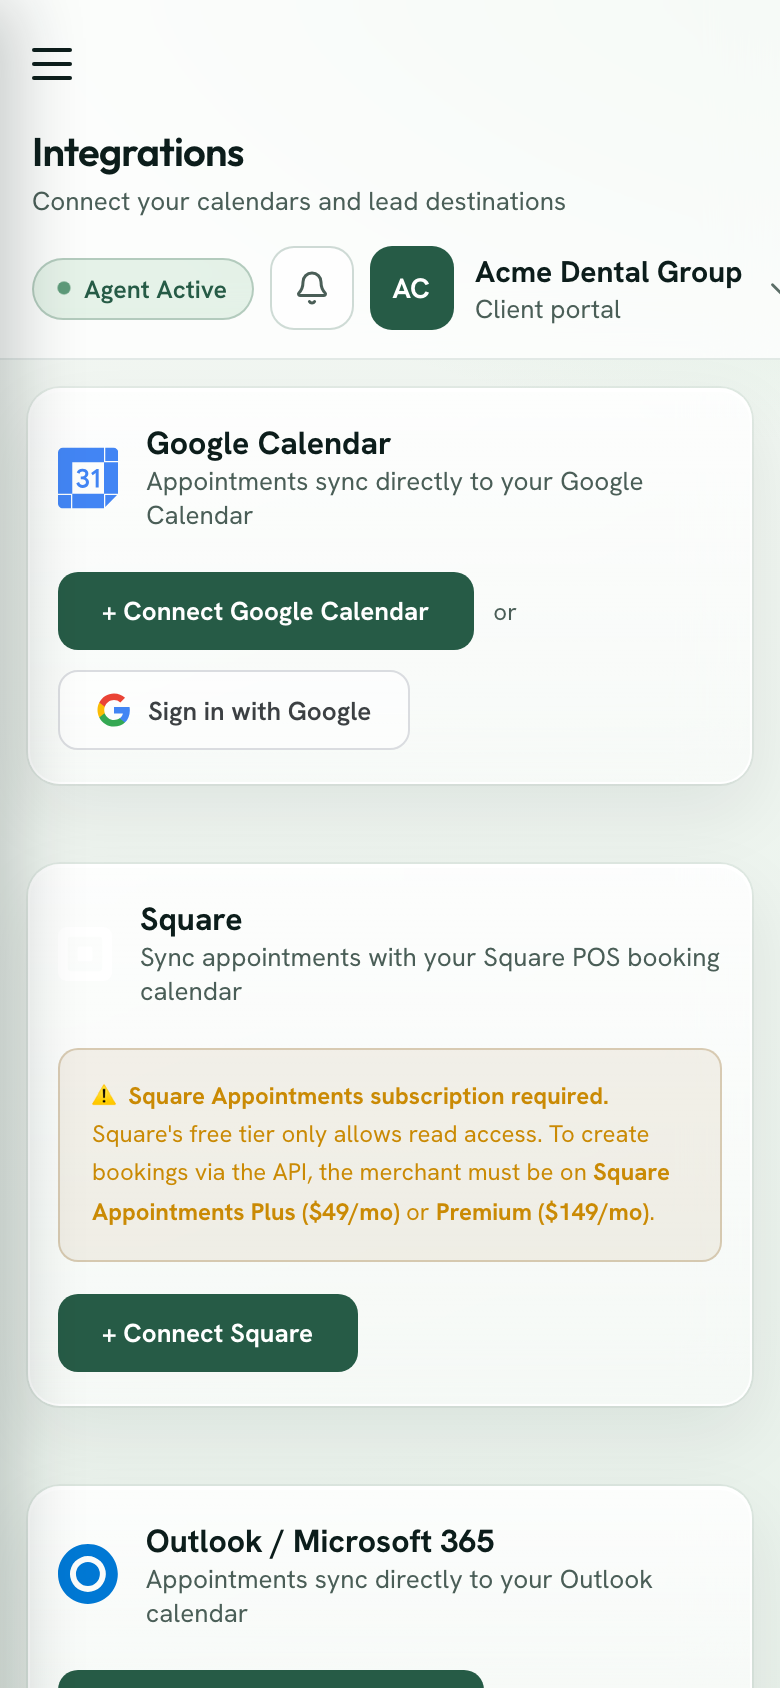 Integrations
Connect your calendars and lead destinations
Agent Active
AC
Acme Dental Group
Client portal
31
Google Calendar
Appointments sync directly to your Google
Calendar
+ Connect Google Calendar
or
Sign in with Google
Square
Sync appointments with your Square POS booking
calendar
⚠️ Square Appointments subscription required.
Square's free tier only allows read access. To create
bookings via the API, the merchant must be on Square
Appointments Plus ($49/mo) or Premium ($149/mo).
+ Connect Square
Outlook / Microsoft 365
Appointments sync directly to your Outlook
calendar